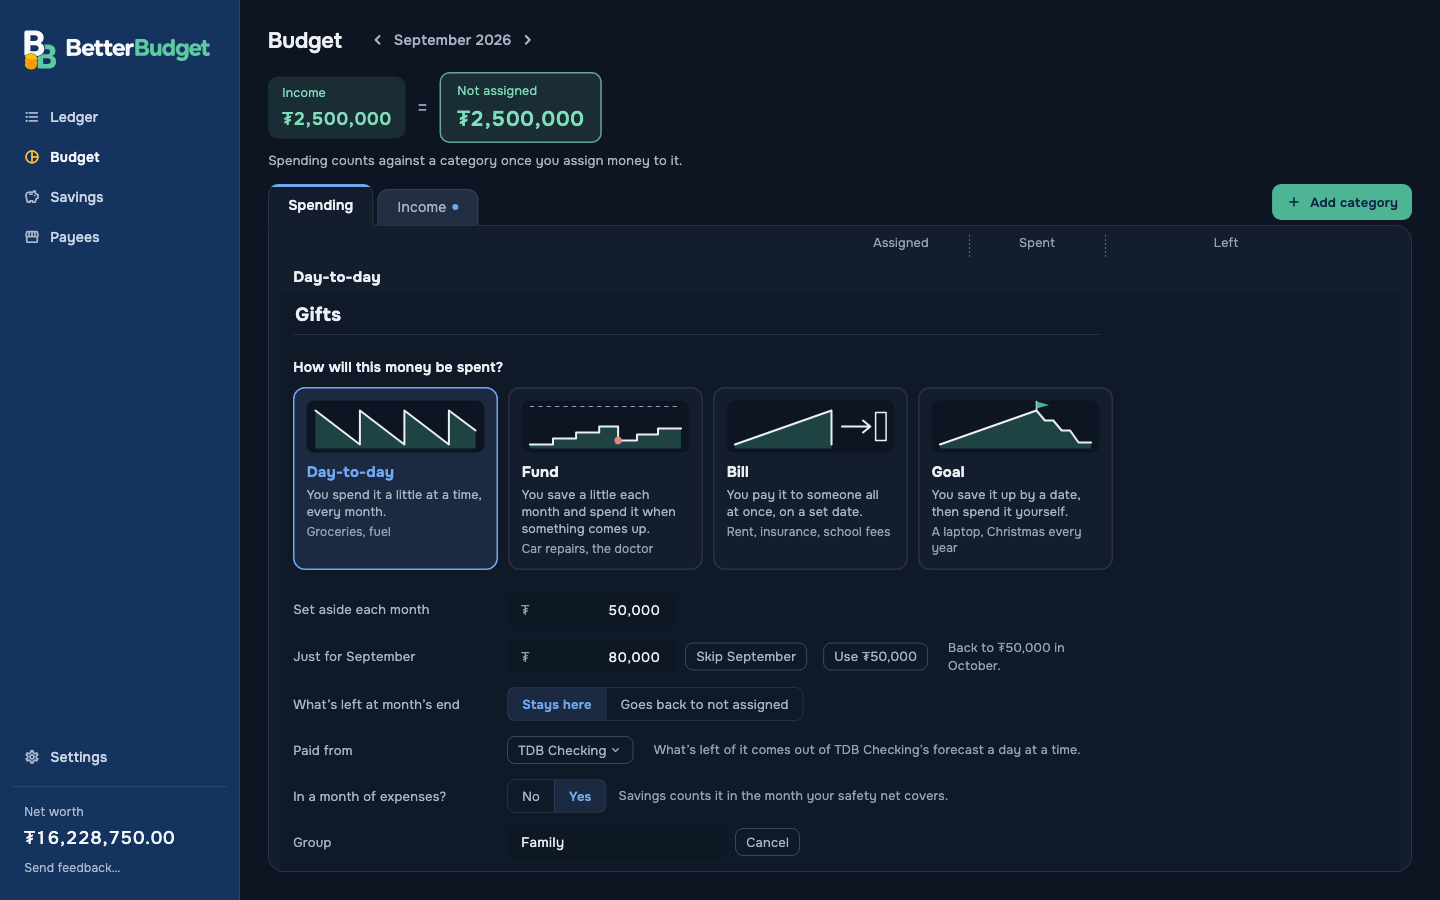 BetterBudget
Ledger
Budget
Savings
Payees
Settings
Net worth
₮16,228,750.00
Send feedback...
Budget
September 2026
Income
₮2,500,000
=
Not assigned
₮2,500,000
Spending counts against a category once you assign money to it.
Spending
Income
+ Add category
Assigned
Spent
Left
Day-to-day
Gifts
How will this money be spent?
Day-to-day
You spend it a little at a time,
every month.
Groceries, fuel
Fund
You save a little each
month and spend it when
something comes up.
Car repairs, the doctor
Bill
You pay it to someone all
at once, on a set date.
Rent, insurance, school fees
Goal
You save it up by a date,
then spend it yourself.
A laptop, Christmas every
year
Set aside each month
₮ 50,000
Just for September
₮ 80,000
Skip September
Use ₮50,000
Back to ₮50,000 in
October.
What's left at month's end
Stays here
Goes back to not assigned
Paid from
TDB Checking
What's left of it comes out of TDB Checking's forecast a day at a time.
In a month of expenses?
No
Yes
Savings counts it in the month your safety net covers.
Group
Family
Cancel